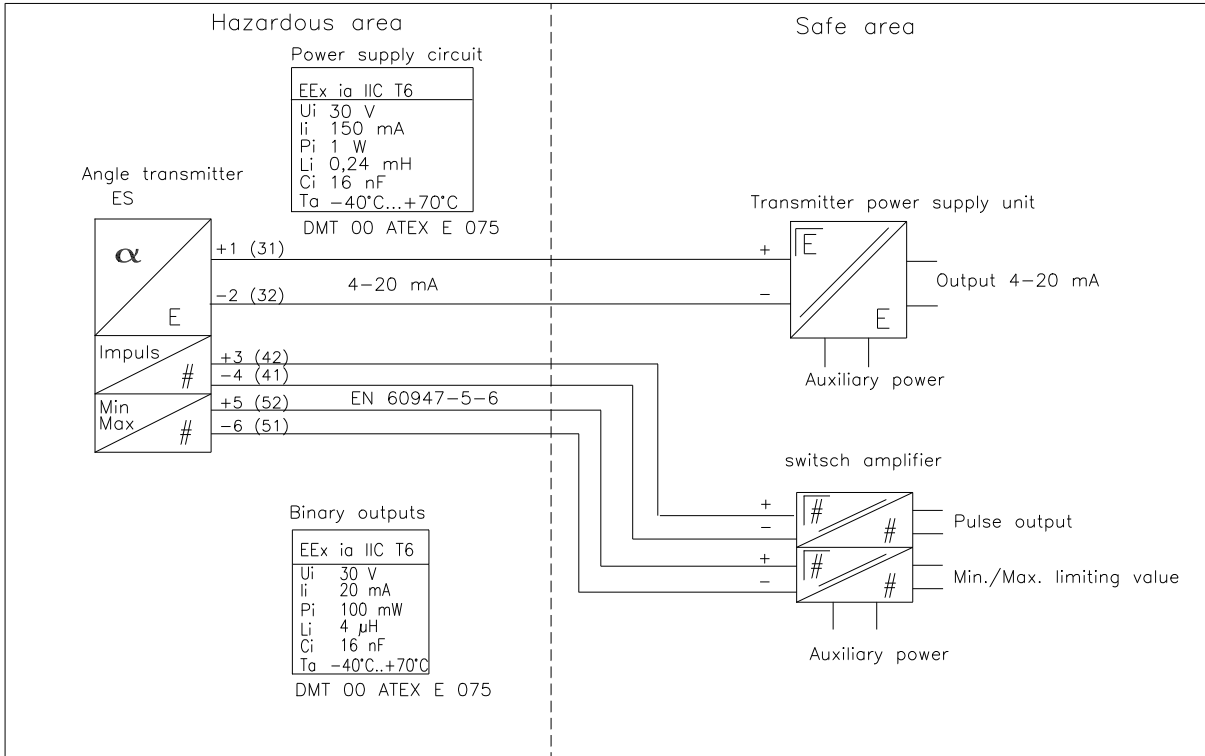 Hazardous area
Safe area
Power supply circuit
EEx ia IIC T6
Ui 30 V
Ii 150 mA
Pi 1 W
Li 0,24 mH
Ci 16 nF
Ta -40°C...+70°C
DMT 00 ATEX E 075
Angle transmitter
ES
α
E
+1 (31)
-2 (32)
4-20 mA
Impuls
#
+3 (42)
-4 (41)
Min
Max
#
+5 (52)
-6 (51)
EN 60947-5-6
Transmitter power supply unit
+
-
E
E
Output 4-20 mA
Auxiliary power
switsch amplifier
+
-
#
#
Pulse output
+
-
#
#
Min./Max. limiting value
Auxiliary power
Binary outputs
EEx ia IIC T6
Ui 30 V
Ii 20 mA
Pi 100 mW
Li 4 µH
Ci 16 nF
Ta -40°C..+70°C
DMT 00 ATEX E 075